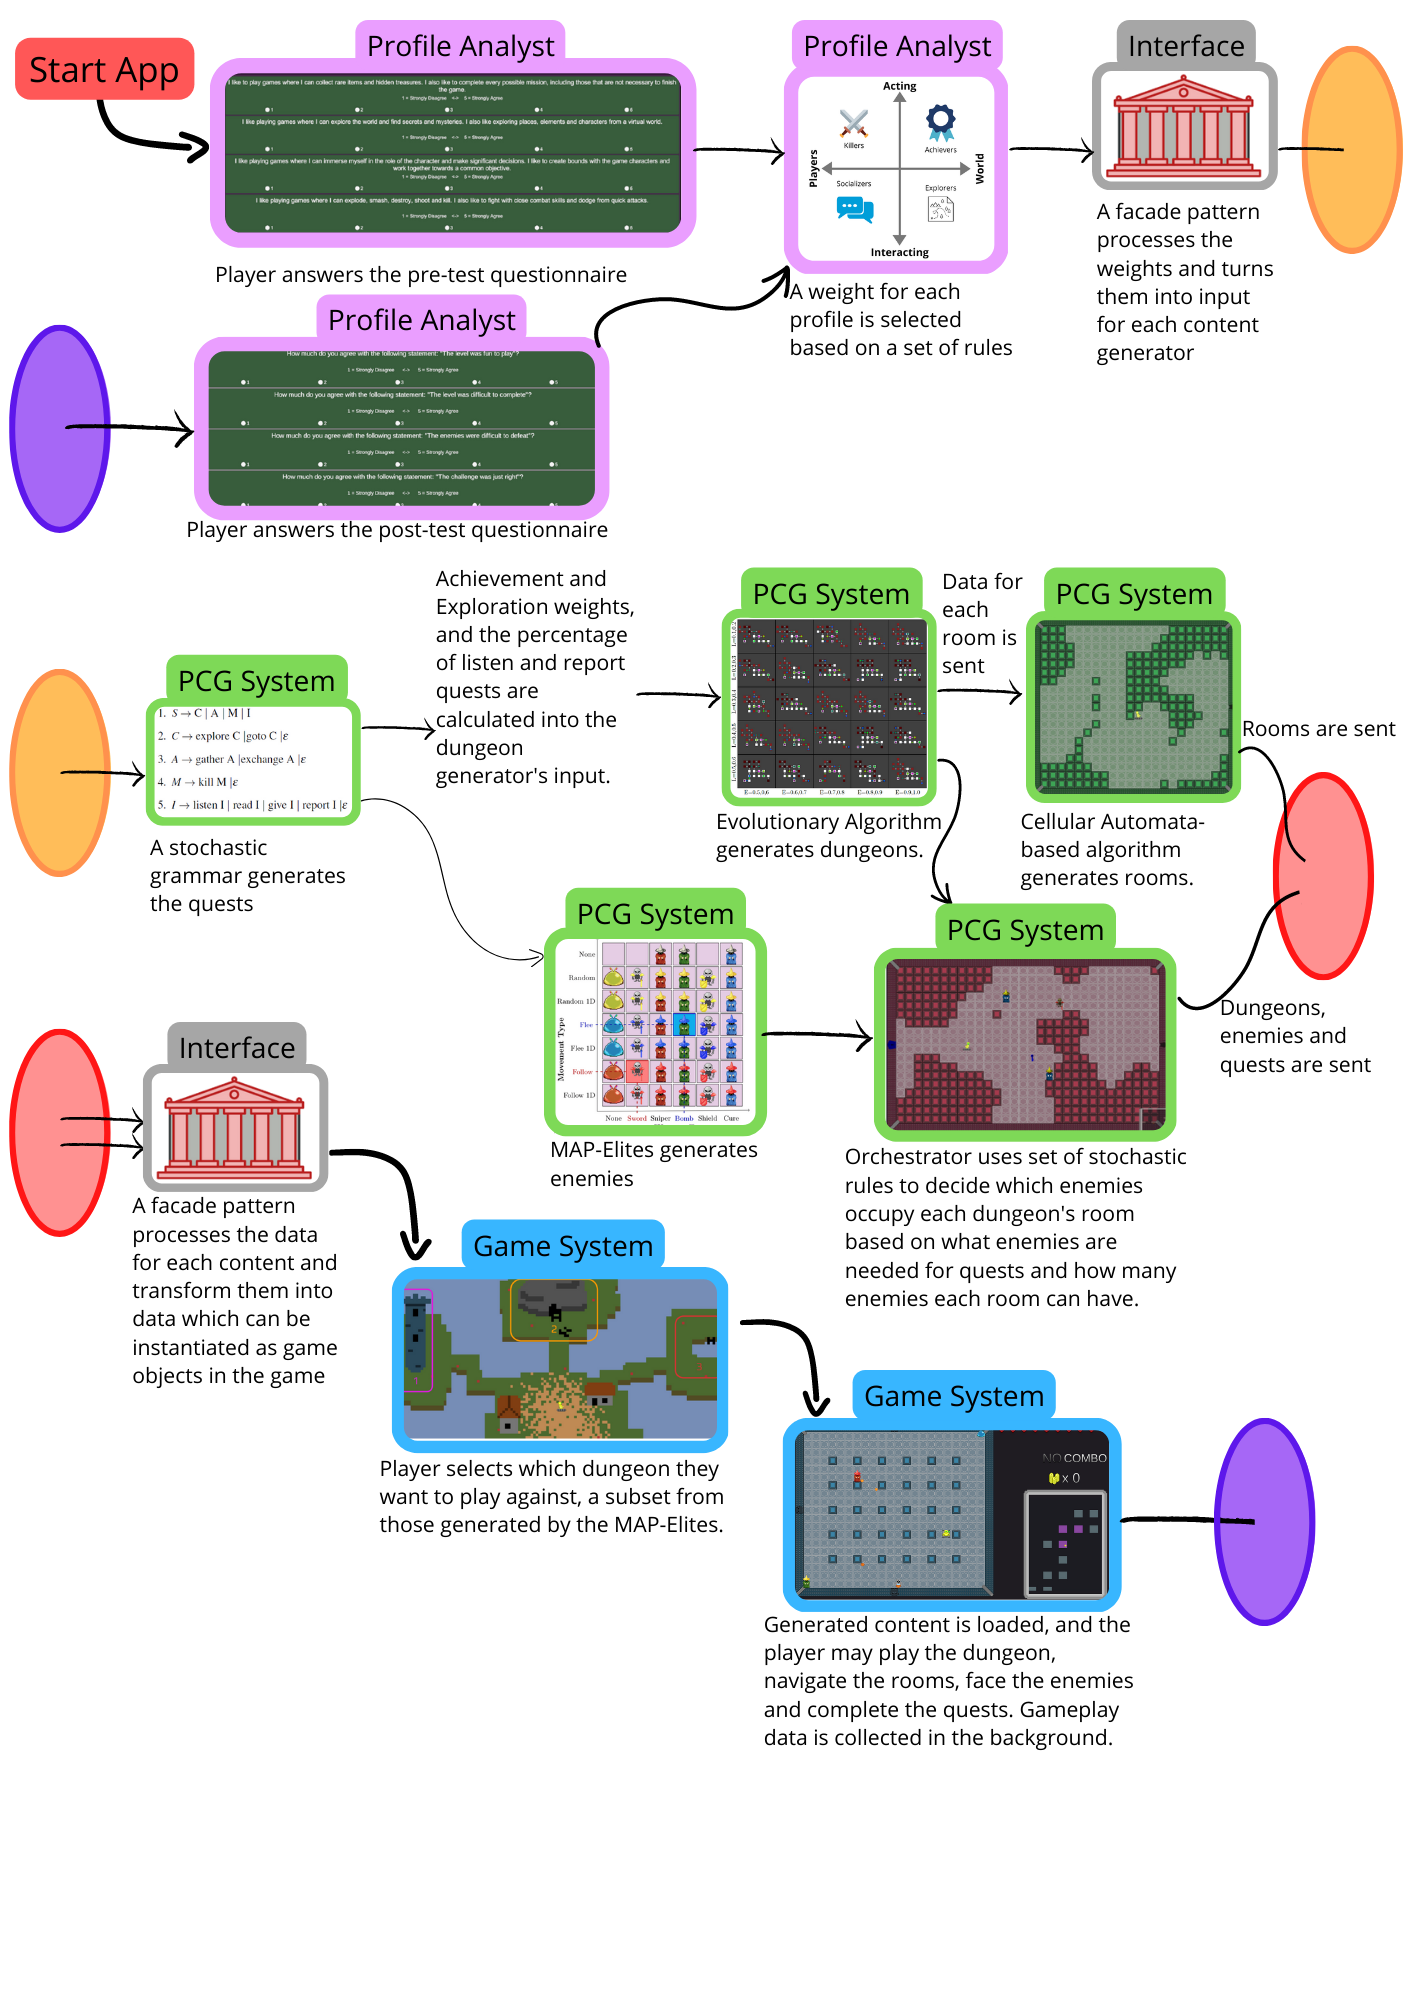 Start App
Profile Analyst
I like to play games where I can collect rare items and hidden treasures. I also like to complete every possible mission, including those that are not necessary to finish
the game.
1 = Strongly Disagree <-> 5 = Strongly Agree
1 2 3 4 5
I like playing games where I can explore the world and find secrets and mysteries. I also like exploring places, elements and characters from a virtual world.
1 = Strongly Disagree <-> 5 = Strongly Agree
1 2 3 4 5
I like playing games where I can immerse myself in the role of the character and make significant decisions. I like to create bounds with the game characters and
work together towards a common objective.
1 = Strongly Disagree <-> 5 = Strongly Agree
1 2 3 4 5
I like playing games where I can explode, smash, destroy, shoot and kill. I also like to fight with close combat skills and dodge from quick attacks.
1 = Strongly Disagree <-> 5 = Strongly Agree
1 2 3 4 5
Player answers the pre-test questionnaire
Profile Analyst
Acting
Killers
Achievers
Players
World
Socializers
Explorers
Interacting
A weight for each
profile is selected
based on a set of rules
Interface
A facade pattern
processes the
weights and turns
them into input
for each content
generator
Profile Analyst
How much do you agree with the following statement: "The level was fun to play"?
1 = Strongly Disagree <-> 5 = Strongly Agree
1 2 3 4 5
How much do you agree with the following statement: "The level was difficult to complete"?
1 = Strongly Disagree <-> 5 = Strongly Agree
1 2 3 4 5
How much do you agree with the following statement: "The enemies were difficult to defeat"?
1 = Strongly Disagree <-> 5 = Strongly Agree
1 2 3 4 5
How much do you agree with the following statement: "The challenge was just right"?
1 = Strongly Disagree <-> 5 = Strongly Agree
Player answers the post-test questionnaire
PCG System
1. S → C | A | M | I
2. C → explore C |goto C |ε
3. A → gather A |exchange A |ε
4. M → kill M |ε
5. I → listen I | read I | give I | report I |ε
A stochastic
grammar generates
the quests
Achievement and
Exploration weights,
and the percentage
of listen and report
quests are
calculated into the
dungeon
generator's input.
PCG System
E=0.5,0.6 E=0.6,0.7 E=0.7,0.8 E=0.8,0.9 E=0.9,1.0
Evolutionary Algorithm
generates dungeons.
Data for
each
room is
sent
PCG System
Cellular Automata-
based algorithm
generates rooms.
Rooms are sent
PCG System
Movement Type
None
Random
Random 1D
Flee
Flee 1D
Follow
Follow 1D
None Sword Sniper Bomb Shield Cure
MAP-Elites generates
enemies
PCG System
Orchestrator uses set of stochastic
rules to decide which enemies
occupy each dungeon's room
based on what enemies are
needed for quests and how many
enemies each room can have.
Dungeons,
enemies and
quests are sent
Interface
A facade pattern
processes the data
for each content and
transform them into
data which can be
instantiated as game
objects in the game
Game System
1
2
Player selects which dungeon they
want to play against, a subset from
those generated by the MAP-Elites.
Game System
NO COMBO
x 0
Generated content is loaded, and the
player may play the dungeon,
navigate the rooms, face the enemies
and complete the quests. Gameplay
data is collected in the background.